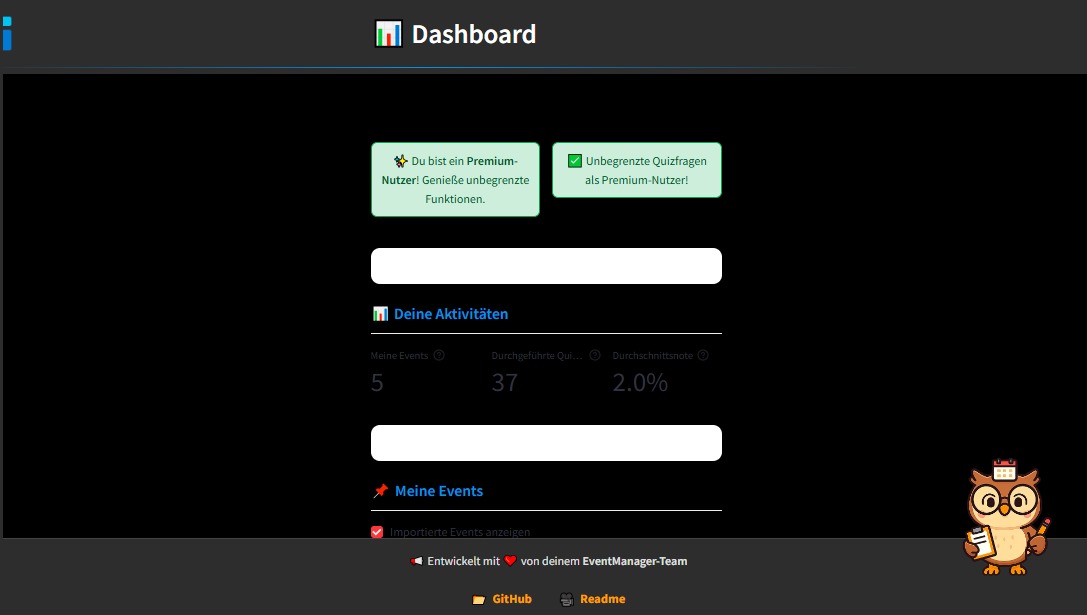 Dashboard
Du bist ein Premium-
Nutzer! Genieße unbegrenzte
Funktionen.
Unbegrenzte Quizfragen
als Premium-Nutzer!
Deine Aktivitäten
Meine Events
Durchgeführte Qui...
Durchschnittsnote
5
37
2.0%
Meine Events
Importierte Events anzeigen
Entwickelt mit ❤️ von deinem EventManager-Team
GitHub
Readme